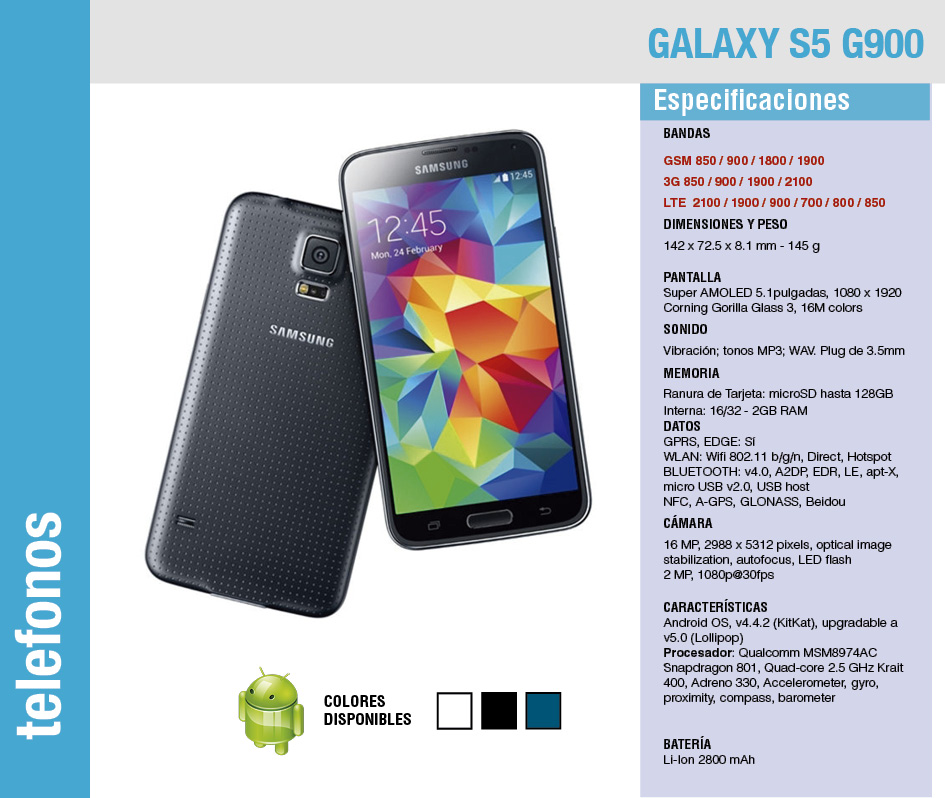 GALAXY S5 G900
Especificaciones
BANDAS
GSM 850 / 900 / 1800 / 1900
3G 850 / 900 / 1900 / 2100
LTE 2100 / 1900 / 900 / 700 / 800 / 850
DIMENSIONES Y PESO
142 x 72.5 x 8.1 mm - 145 g
PANTALLA
Super AMOLED 5.1pulgadas, 1080 x 1920
Corning Gorilla Glass 3, 16M colors
SONIDO
Vibración; tonos MP3; WAV. Plug de 3.5mm
MEMORIA
Ranura de Tarjeta: microSD hasta 128GB
Interna: 16/32 - 2GB RAM
DATOS
GPRS, EDGE: Sí
WLAN: Wifi 802.11 b/g/n, Direct, Hotspot
BLUETOOTH: v4.0, A2DP, EDR, LE, apt-X,
micro USB v2.0, USB host
NFC, A-GPS, GLONASS, Beidou
CÁMARA
16 MP, 2988 x 5312 pixels, optical image
stabilization, autofocus, LED flash
2 MP, 1080p@30fps
CARACTERÍSTICAS
Android OS, v4.4.2 (KitKat), upgradable a
v5.0 (Lollipop)
Procesador: Qualcomm MSM8974AC
Snapdragon 801, Quad-core 2.5 GHz Krait
400, Adreno 330, Accelerometer, gyro,
proximity, compass, barometer
BATERÍA
Li-Ion 2800 mAh
SAMSUNG
12:45
12:45
Mon, 24 February
SAMSUNG
COLORES
DISPONIBLES
telefonos